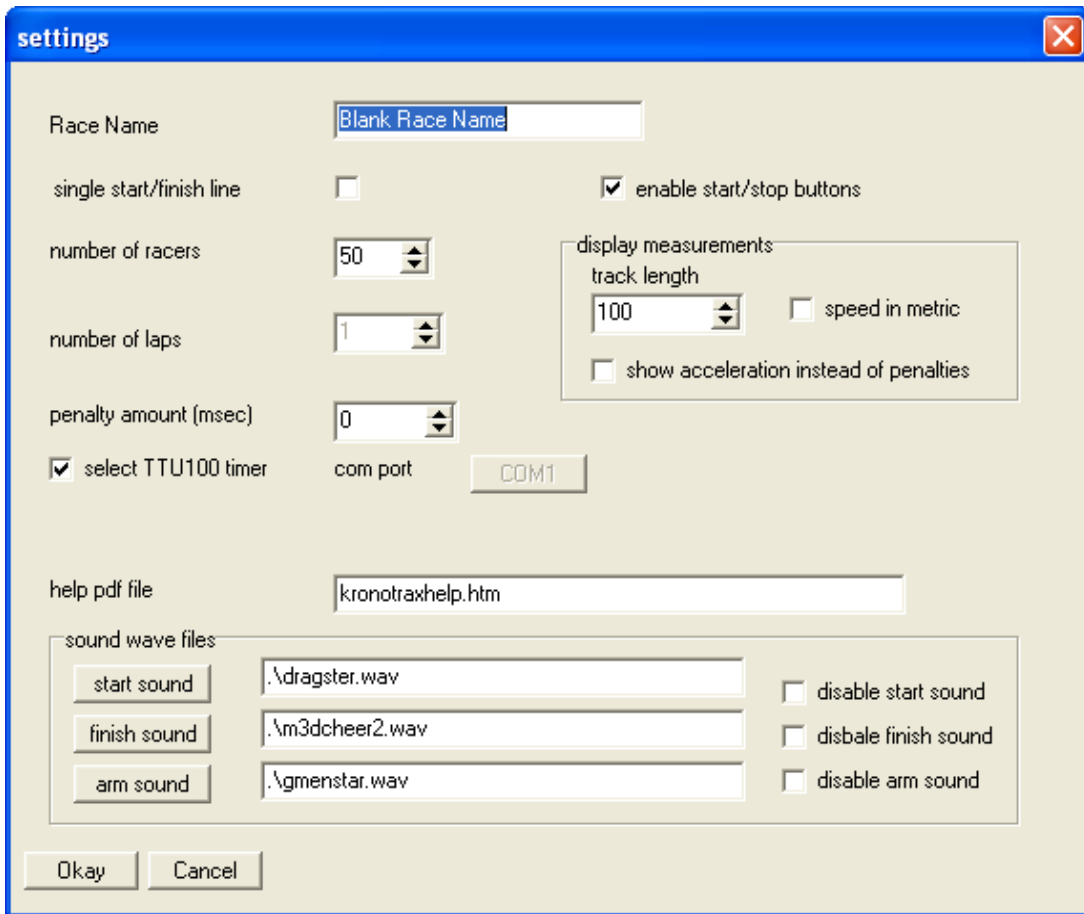 settings
Race Name
Blank Race Name
single start/finish line
enable start/stop buttons
number of racers
50
display measurements
track length
100
speed in metric
number of laps
1
show acceleration instead of penalties
penalty amount (msec)
0
select TTU100 timer
com port
COM1
help pdf file
kronotraxhelp.htm
sound wave files
start sound
.\dragster.wav
disable start sound
finish sound
.\m3dcheer2.wav
disbale finish sound
arm sound
.\gmenstar.wav
disable arm sound
Okay
Cancel